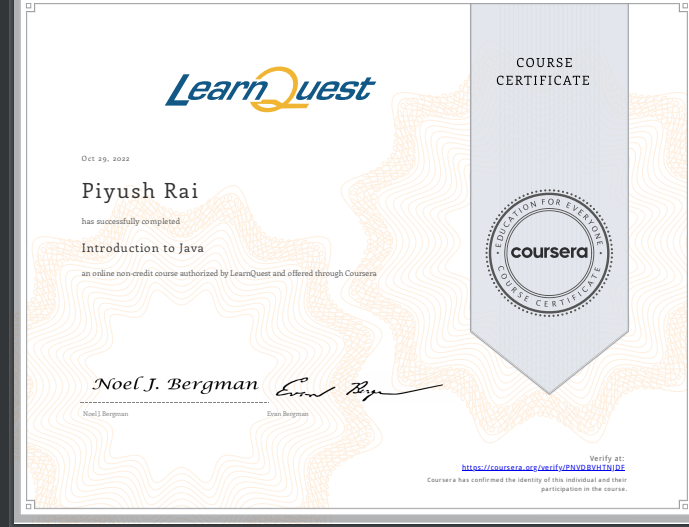 LearnQuest
COURSE
CERTIFICATE
Oct 29, 2022
Piyush Rai
has successfully completed
Introduction to Java
an online non-credit course authorized by LearnQuest and offered through Coursera
EDUCATION FOR EVERYONE
coursera
COURSE CERTIFICATE
Noel J. Bergman
Noel J. Bergman
Evan Bergman
Verify at:
https://coursera.org/verify/PNVDBVHTNJDF
Coursera has confirmed the identity of this individual and their
participation in the course.